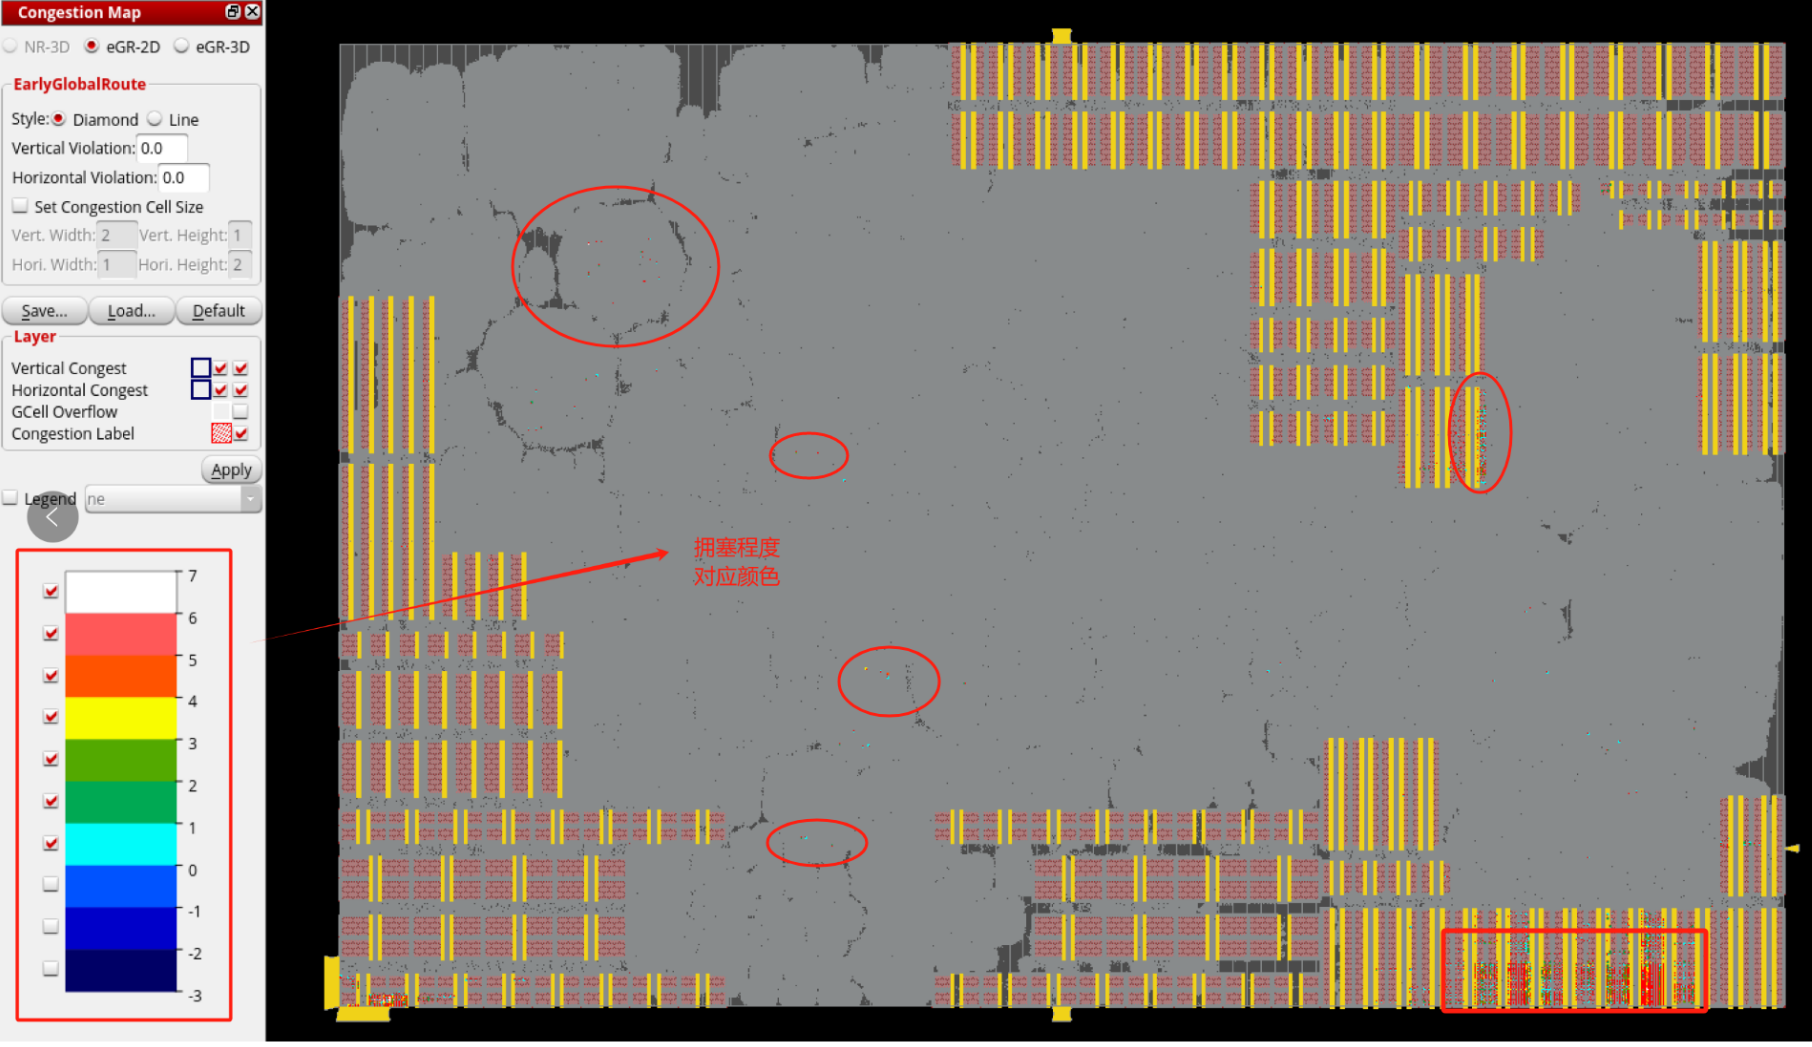 Congestion Map
NR-3D eGR-2D eGR-3D
EarlyGlobalRoute
Style: Diamond Line
Vertical Violation: 0.0
Horizontal Violation: 0.0
Set Congestion Cell Size
Vert. Width: 2 Vert. Height: 1
Hori. Width: 1 Hori. Height: 2
Save... Load... Default
Layer
Vertical Congest
Horizontal Congest
GCell Overflow
Congestion Label
Apply
Legend ne
7
6
5
4
3
2
1
0
-1
-2
-3
拥塞程度
对应颜色